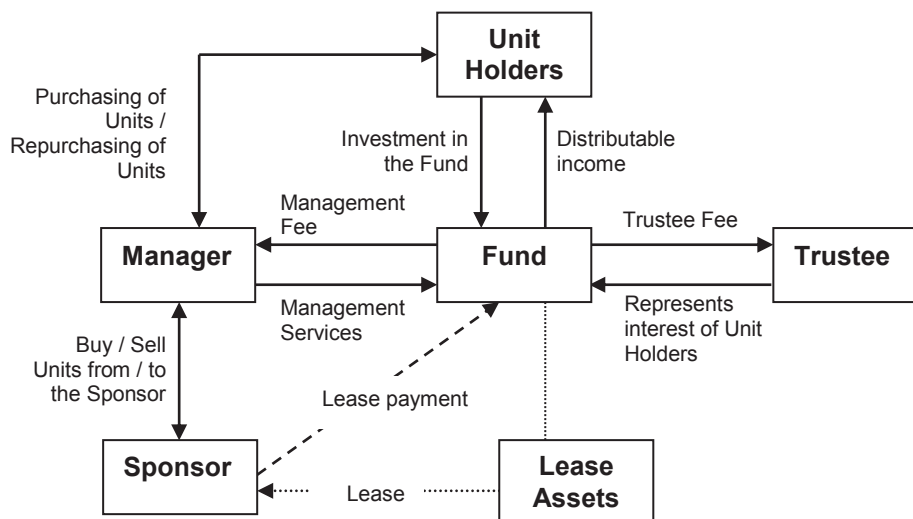 Unit
Holders
Purchasing of
Units /
Repurchasing of
Units
Investment in
the Fund
Distributable
income
Management
Fee
Trustee Fee
Manager
Fund
Trustee
Management
Services
Represents
interest of Unit
Holders
Buy / Sell
Units from / to
the Sponsor
Lease payment
Sponsor
Lease
Lease
Assets